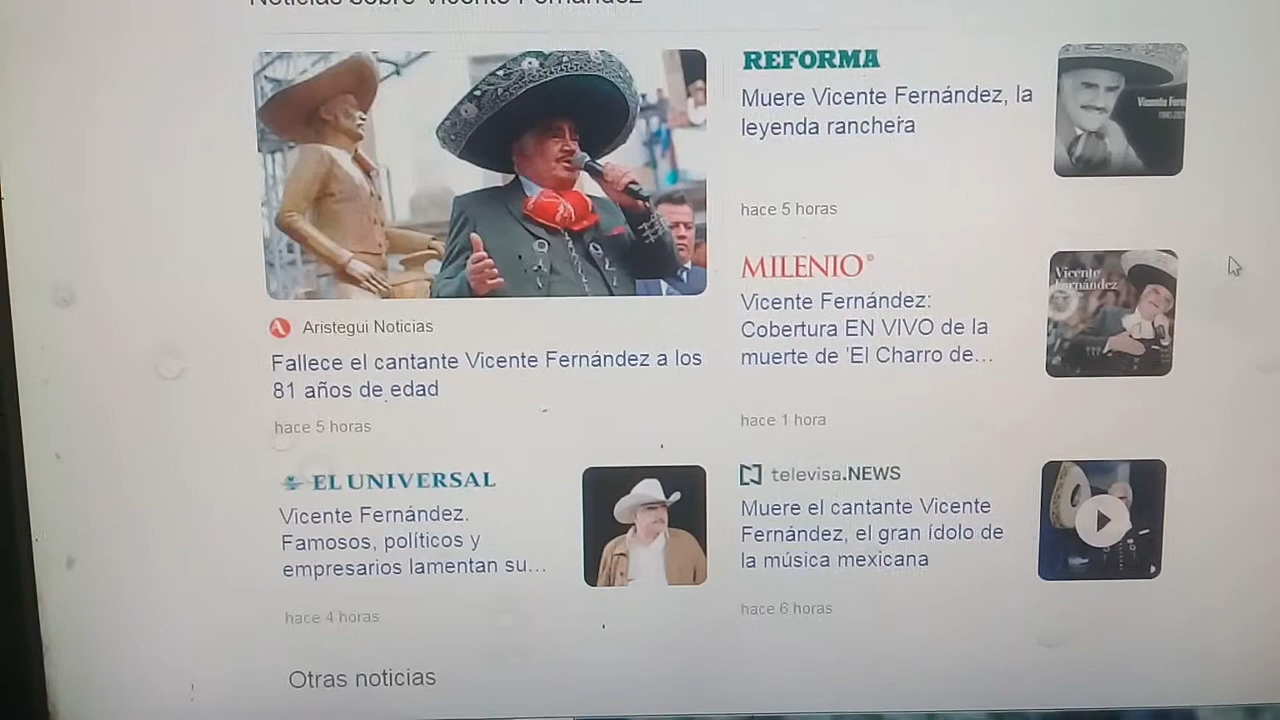 Noticias sobre Vicente Fernández
Aristegui Noticias
Fallece el cantante Vicente Fernández a los
81 años de edad
hace 5 horas
REFORMA
Muere Vicente Fernández, la
leyenda ranchera
hace 5 horas
MILENIO
Vicente Fernández:
Cobertura EN VIVO de la
muerte de 'El Charro de...
hace 1 hora
Vicente
Fernández
EL UNIVERSAL
Vicente Fernández.
Famosos, políticos y
empresarios lamentan su...
hace 4 horas
televisa.NEWS
Muere el cantante Vicente
Fernández, el gran ídolo de
la música mexicana
hace 6 horas
Otras noticias